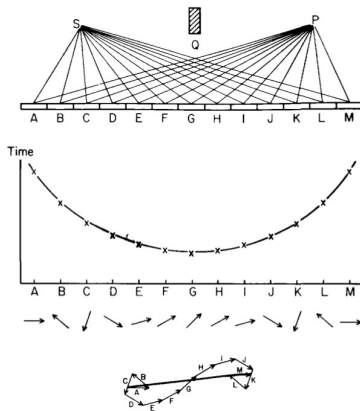 S
P
Q
A B C D E F G H I J K L M
Time
A B C D E F G H I J K L M
H I J
C B M K
A G L
D E F